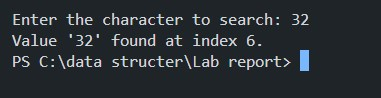 Enter the character to search: 32
Value '32' found at index 6.
PS C:\data structer\Lab report>